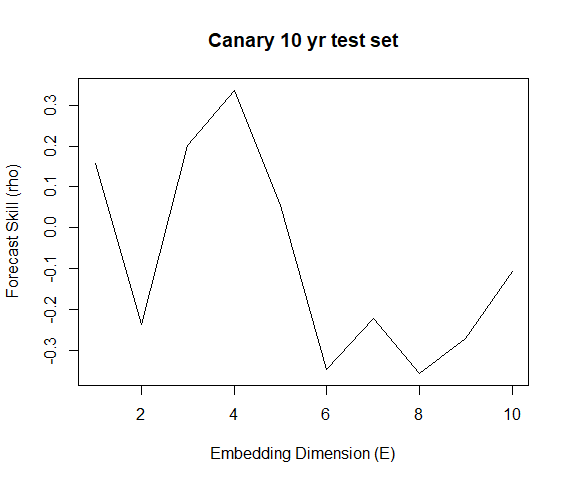 Canary 10 yr test set
Forecast Skill (rho)
0.3
0.2
0.1
0.0
-0.1
-0.2
-0.3
2 4 6 8 10
Embedding Dimension (E)